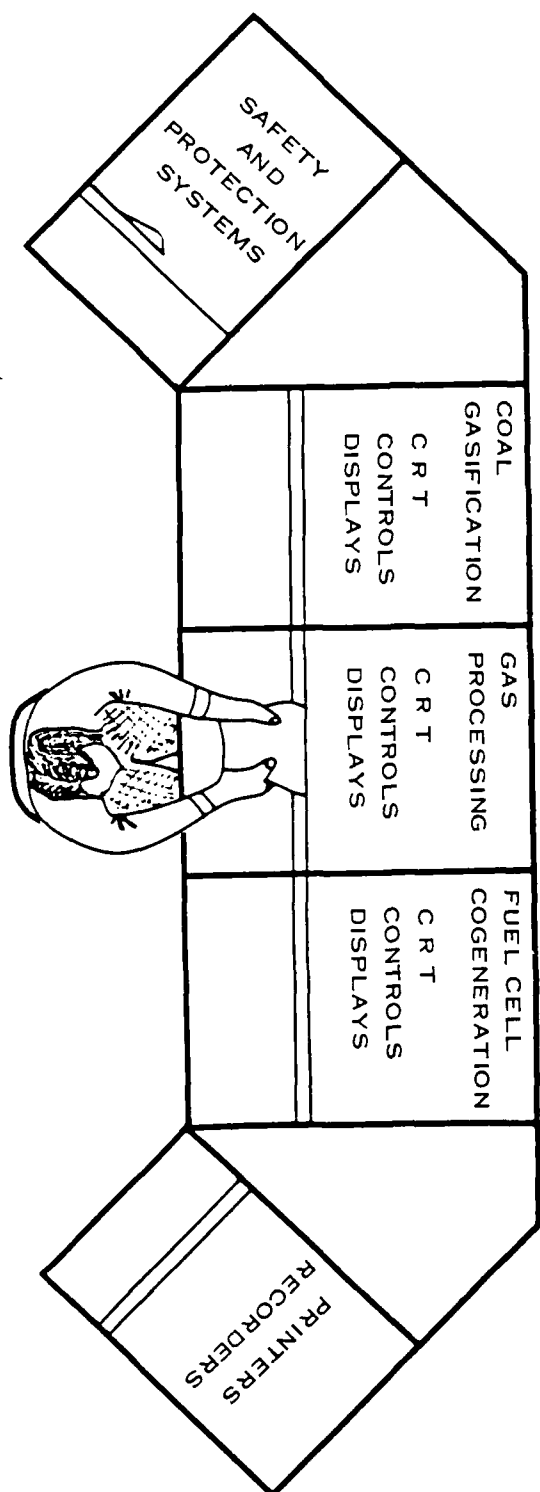 SAFETY
AND
PROTECTION
SYSTEMS
COAL
GASIFICATION
C R T
CONTROLS
DISPLAYS
GAS
PROCESSING
C R T
CONTROLS
DISPLAYS
FUEL CELL
COGENERATION
C R T
CONTROLS
DISPLAYS
PRINTERS
RECORDERS